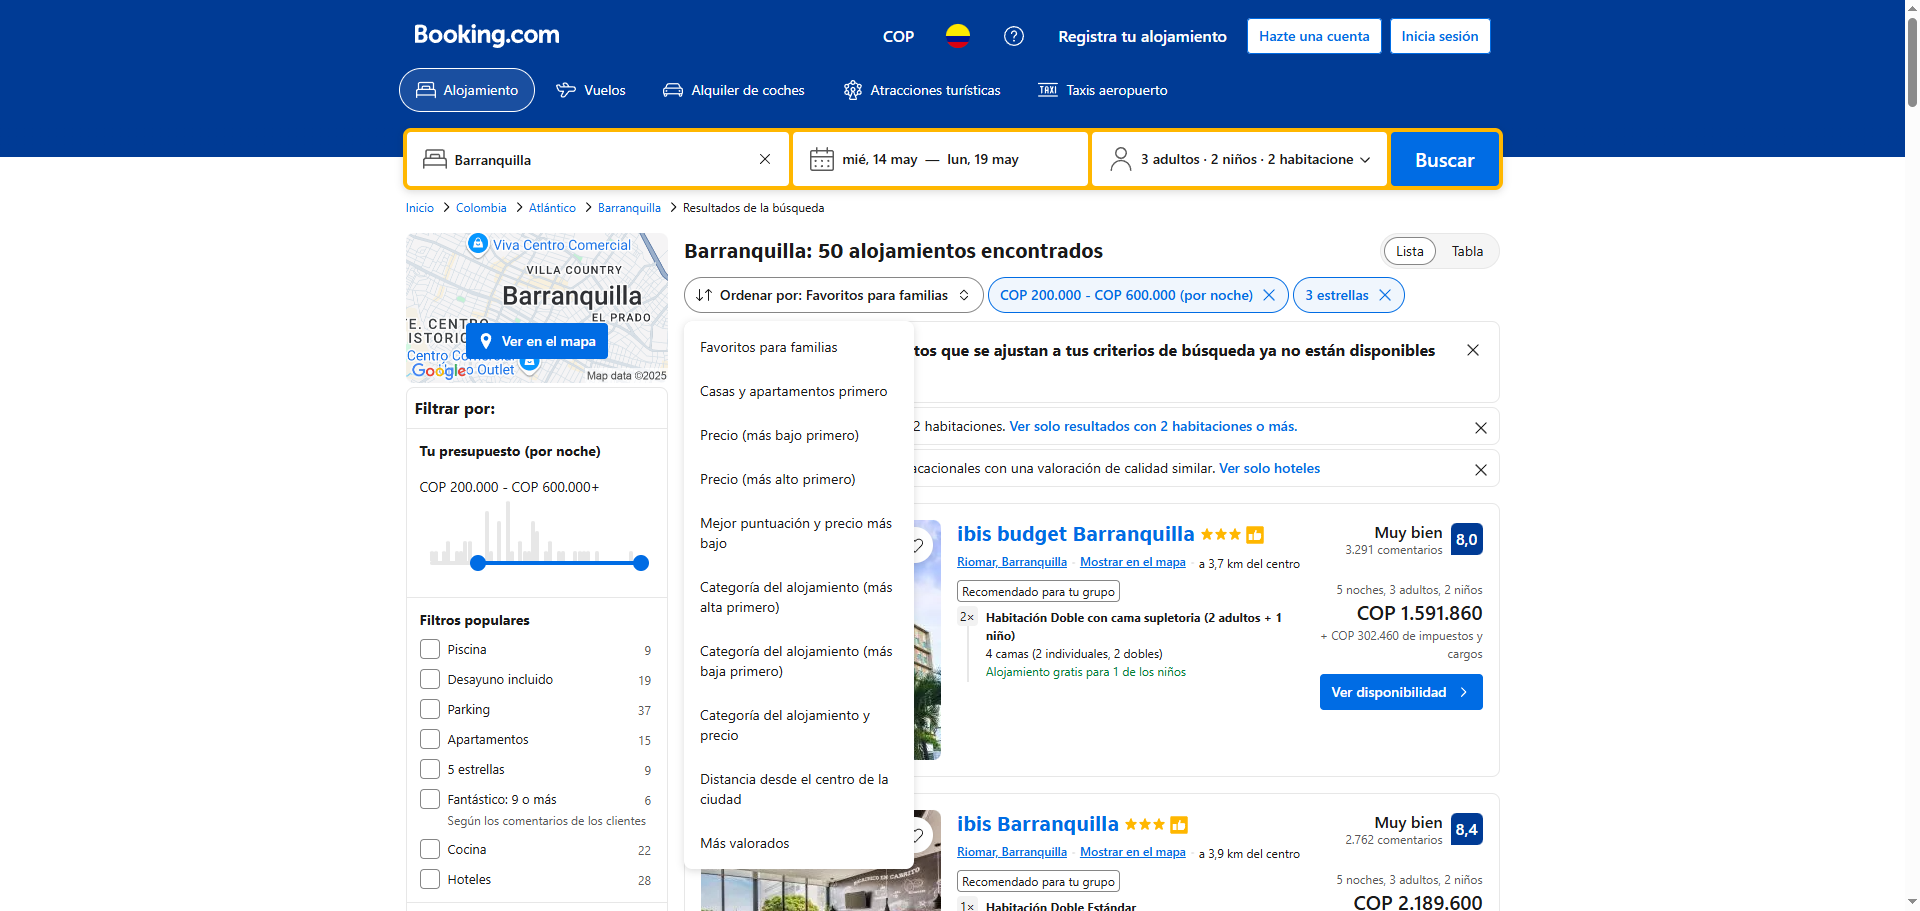 Booking.com
COP
Registra tu alojamiento
Hazte una cuenta
Inicia sesión
Alojamiento
Vuelos
Alquiler de coches
Atracciones turísticas
TAXI
Taxis aeropuerto
Barranquilla
mié, 14 may — lun, 19 may
3 adultos · 2 niños · 2 habitacione
Buscar
Inicio > Colombia > Atlántico > Barranquilla > Resultados de la búsqueda
Viva Centro Comercial
VILLA COUNTRY
Barranquilla
EL PRADO
E. CENTRO
ISTÓRICO
Ver en el mapa
Outlet
Google
Map data ©2025
Filtrar por:
Tu presupuesto (por noche)
COP 200.000 - COP 600.000+
Filtros populares
Piscina 9
Desayuno incluido 19
Parking 37
Apartamentos 15
5 estrellas 9
Fantástico: 9 o más 6
Según los comentarios de los clientes
Cocina 22
Hoteles 28
Barranquilla: 50 alojamientos encontrados
Lista
Tabla
Ordenar por: Favoritos para familias
COP 200.000 - COP 600.000 (por noche)
3 estrellas
Favoritos para familias
Casas y apartamentos primero
Precio (más bajo primero)
Precio (más alto primero)
Mejor puntuación y precio más
bajo
Categoría del alojamiento (más
alta primero)
Categoría del alojamiento (más
baja primero)
Categoría del alojamiento y
precio
Distancia desde el centro de la
ciudad
Más valorados
tos que se ajustan a tus criterios de búsqueda ya no están disponibles
2 habitaciones. Ver solo resultados con 2 habitaciones o más.
acacionales con una valoración de calidad similar. Ver solo hoteles
ibis budget Barranquilla
Riomar, Barranquilla
Mostrar en el mapa
a 3,7 km del centro
Recomendado para tu grupo
2× Habitación Doble con cama supletoria (2 adultos + 1
niño)
4 camas (2 individuales, 2 dobles)
Alojamiento gratis para 1 de los niños
Muy bien
3.291 comentarios
8,0
5 noches, 3 adultos, 2 niños
COP 1.591.860
+ COP 302.460 de impuestos y
cargos
Ver disponibilidad
ibis Barranquilla
Riomar, Barranquilla
Mostrar en el mapa
a 3,9 km del centro
Recomendado para tu grupo
1× Habitación Doble Estándar
Muy bien
2.762 comentarios
8,4
5 noches, 3 adultos, 2 niños
COP 2.189.600